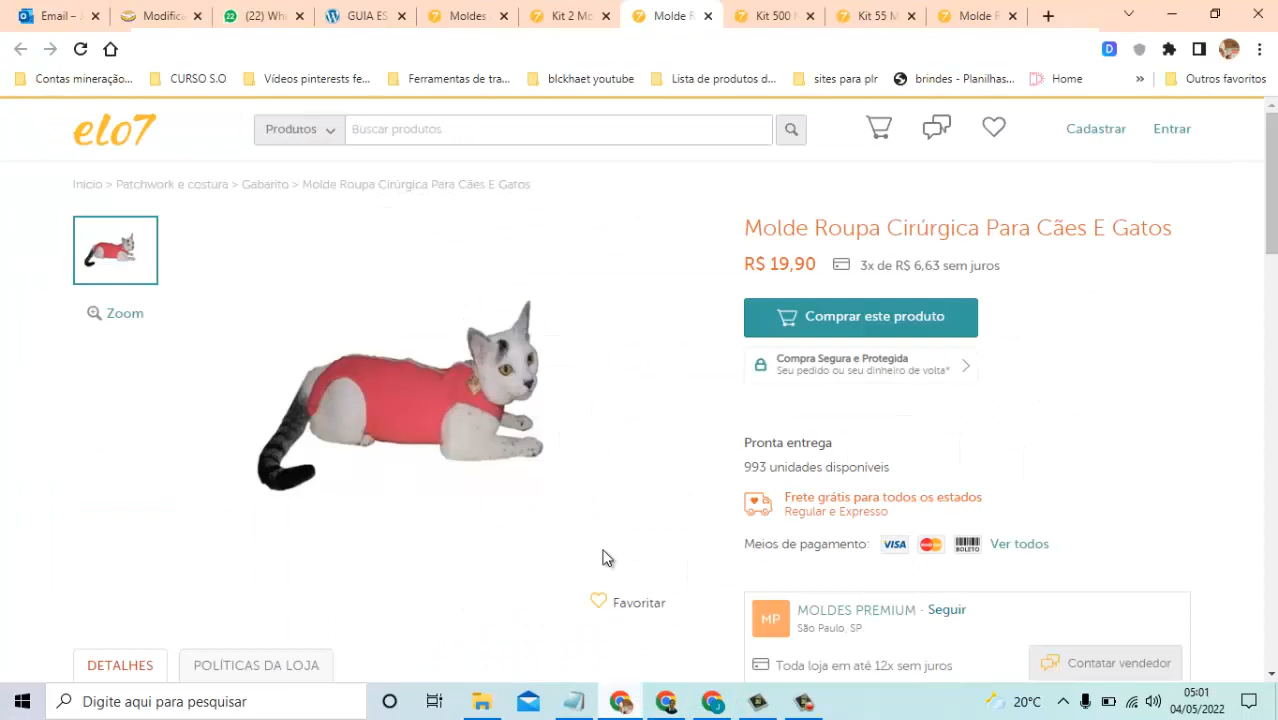 Email - 
ROUPA ES
22
(22) W
GUIA ES
Moldes
Kit 2 Mo
Molde R
Kit 500
Kit 55 M
Molde R
Contas mineração...
CURSO S.O
Vídeos pinterests fe...
Ferramentas de tra...
blckhaet youtube
Lista de produtos d...
sites para plr
brindes - Planilhas...
Home
»
Outros favoritos
elo7
Produtos
Buscar produtos
Cadastrar
Entrar
Início > Patchwork e costura > Gabarito > Molde Roupa Cirúrgica Para Cães E Gatos
Molde Roupa Cirúrgica Para Cães E Gatos
R$ 19,90
3x de R$ 6,63 sem juros
Zoom
Comprar este produto
Compra Segura e Protegida
Seu pedido ou seu dinheiro de volta*
Pronta entrega
993 unidades disponíveis
Frete grátis para todos os estados
Regular e Expresso
Meios de pagamento:
VISA
BOLETO
Ver todos
Favoritar
MP
MOLDES PREMIUM · Seguir
São Paulo, SP
Toda loja em até 12x sem juros
Contatar vendedor
DETALHES
POLÍTICAS DA LOJA
Digite aqui para pesquisar
20°C
05:01
04/05/2022